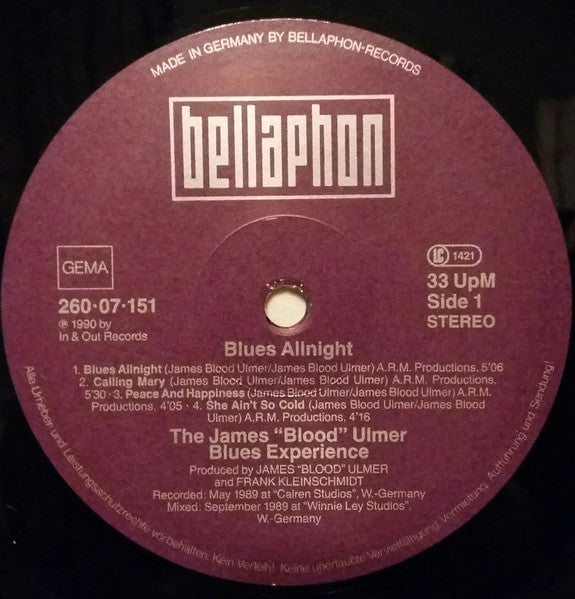 MADE IN GERMANY BY BELLAPHON-RECORDS
bellaphon
GEMA
260·07·151
℗ 1990 by
In & Out Records
LC 1421
33 UpM
Side 1
STEREO
Blues Allnight
1. Blues Allnight (James Blood Ulmer/James Blood Ulmer) A.R.M. Productions, 5'06
2. Calling Mary (James Blood Ulmer/James Blood Ulmer) A.R.M. Productions,
5'30 · 3. Peace And Happiness (James Blood Ulmer/James Blood Ulmer) A.R.M.
Productions. 4'05 · 4. She Ain't So Cold (James Blood Ulmer/James Blood
Ulmer) A.R.M. Productions, 4'16
The James "Blood" Ulmer
Blues Experience
Produced by JAMES "BLOOD" ULMER
and FRANK KLEINSCHMIDT
Recorded: May 1989 at "Calren Studios", W.-Germany
Mixed: September 1989 at "Winnie Ley Studios",
W.-Germany
Alle Urheber- und Leistungsschutzrechte vorbehalten. Kein Verleih! Keine unerlaubte Vervielfältigung, Vermietung, Aufführung und Sendung!